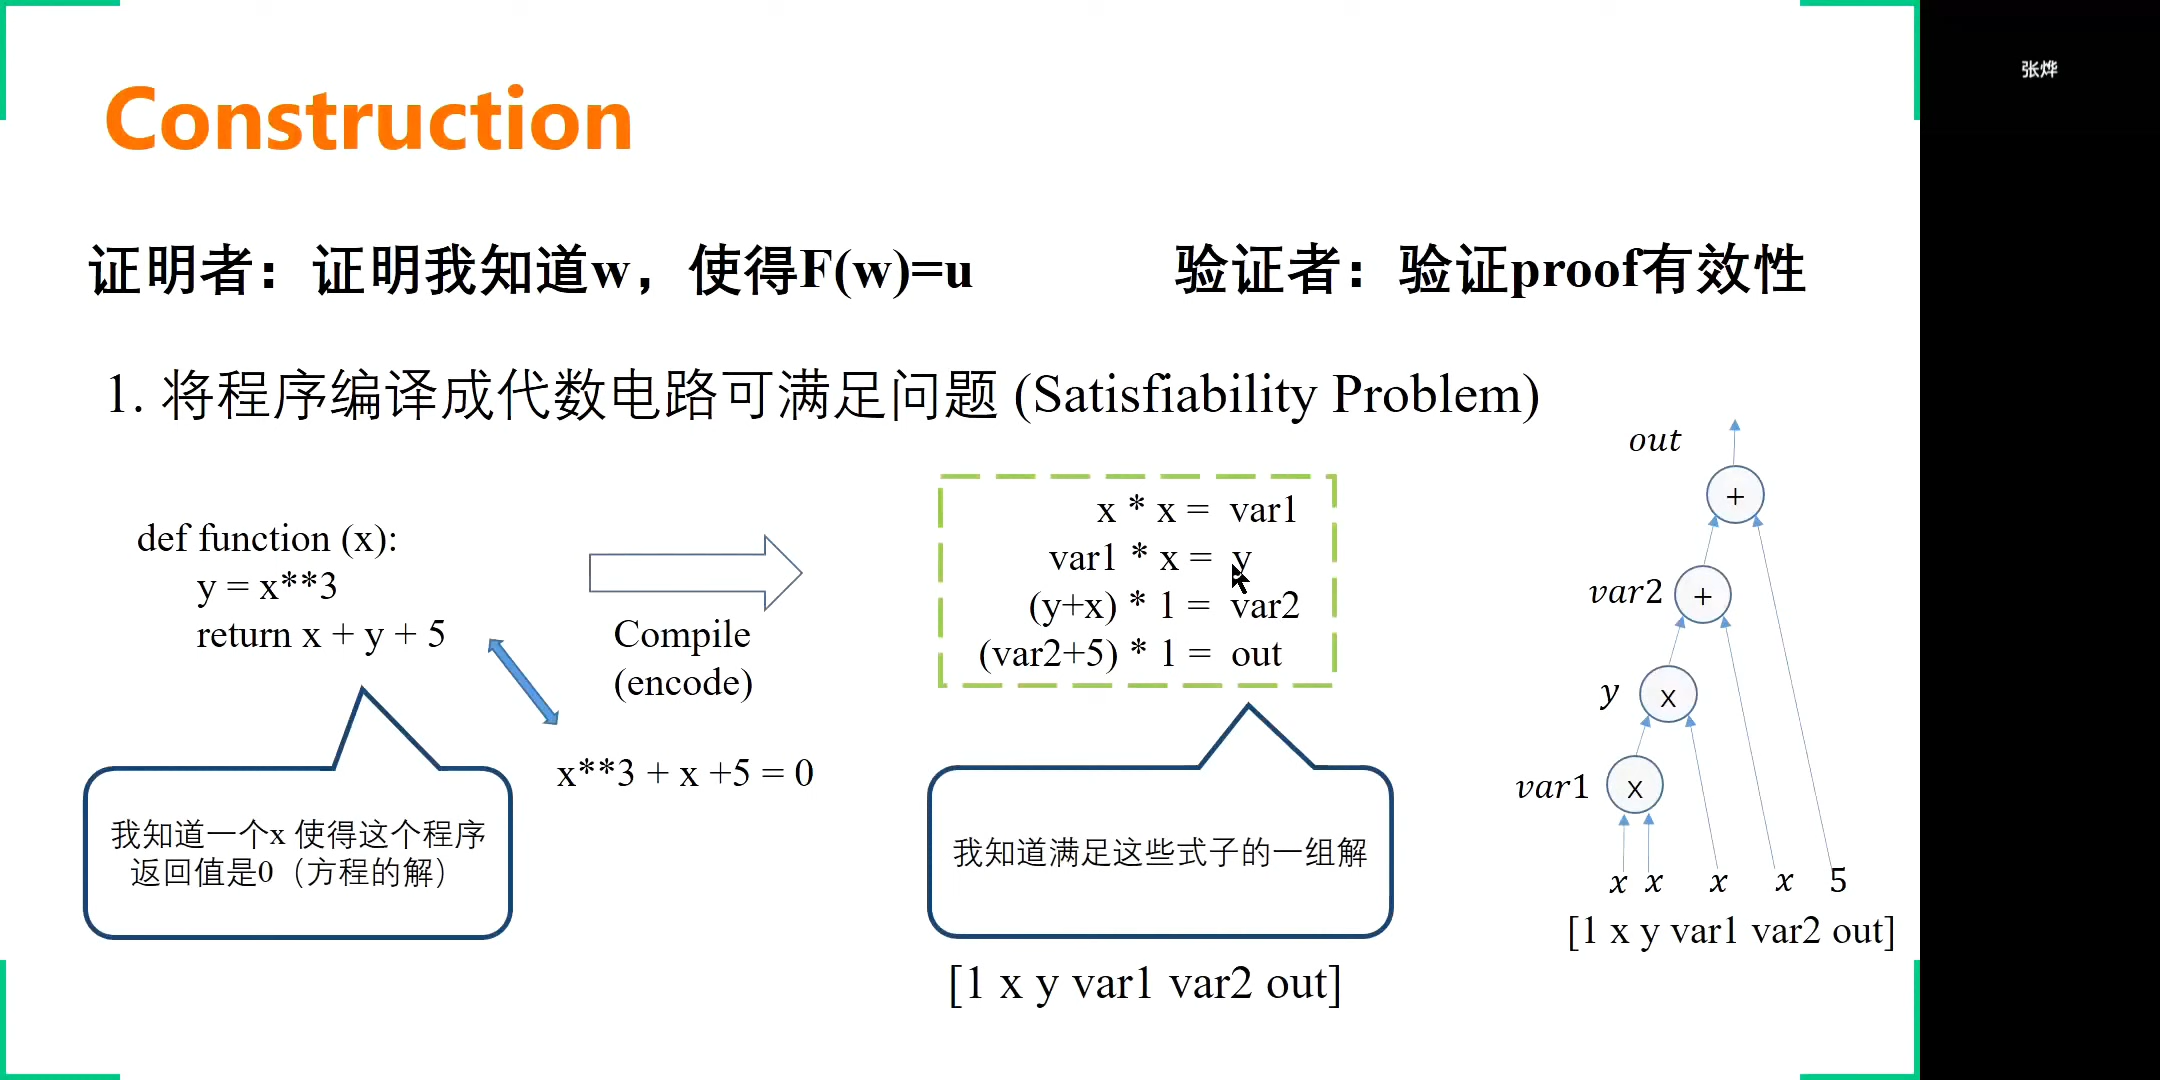 张烨
Construction
证明者：证明我知道w，使得F(w)=u
验证者：验证proof有效性
1. 将程序编译成代数电路可满足问题 (Satisfiability Problem)
def function (x):
y = x**3
return x + y + 5
Compile
(encode)
x**3 + x +5 = 0
我知道一个x 使得这个程序
返回值是0（方程的解）
x * x = var1
var1 * x = y
(y+x) * 1 = var2
(var2+5) * 1 = out
我知道满足这些式子的一组解
[1 x y var1 var2 out]
out
+
var2
+
y
x
var1
x
x x x x 5
[1 x y var1 var2 out]